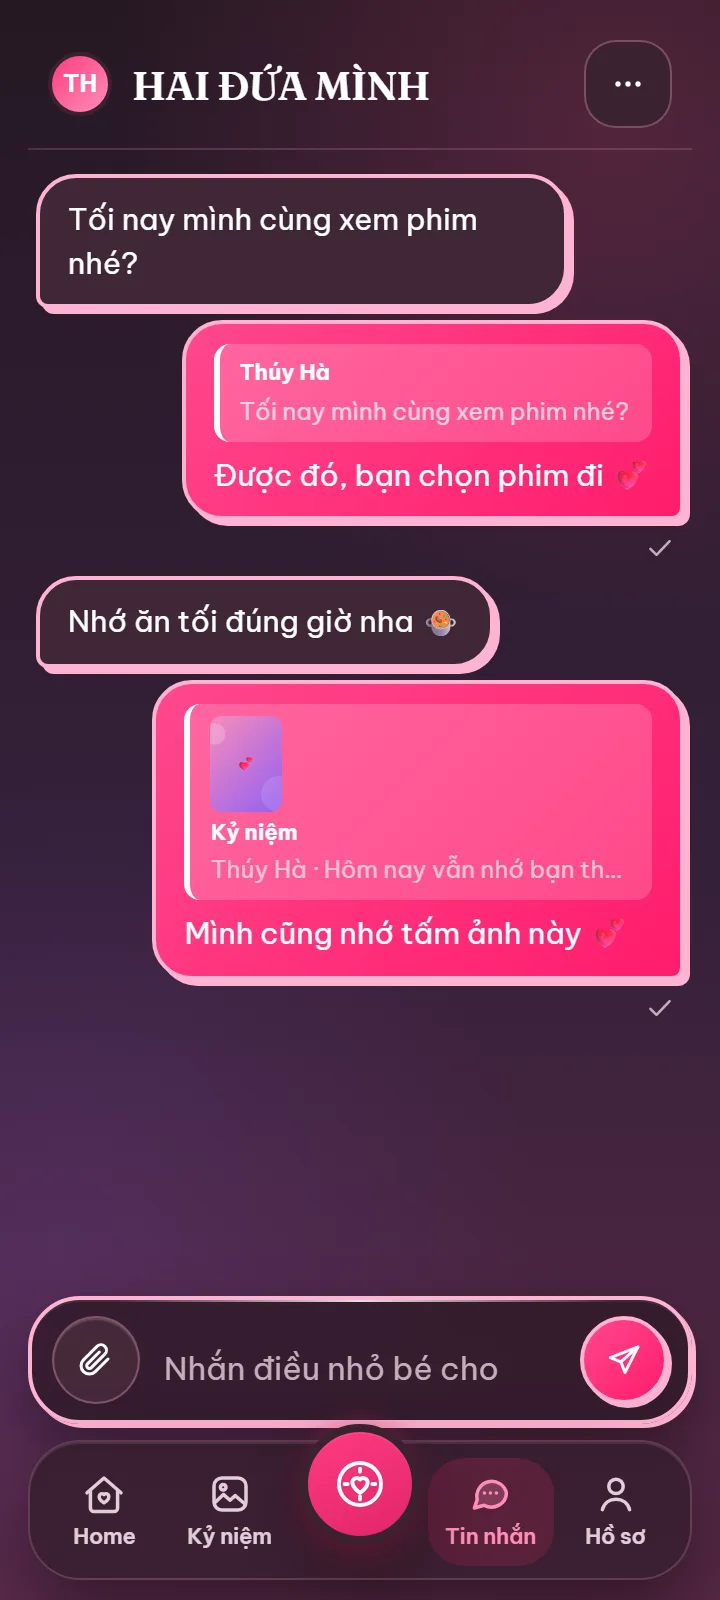 TH
HAI ĐỨA MÌNH
Tối nay mình cùng xem phim
nhé?
Thúy Hà
Tối nay mình cùng xem phim nhé?
Được đó, bạn chọn phim đi 💕
Nhớ ăn tối đúng giờ nha 🍲
Kỷ niệm
Thúy Hà · Hôm nay vẫn nhớ bạn th...
Mình cũng nhớ tấm ảnh này 💕
Nhắn điều nhỏ bé cho
Home
Kỷ niệm
Tin nhắn
Hồ sơ